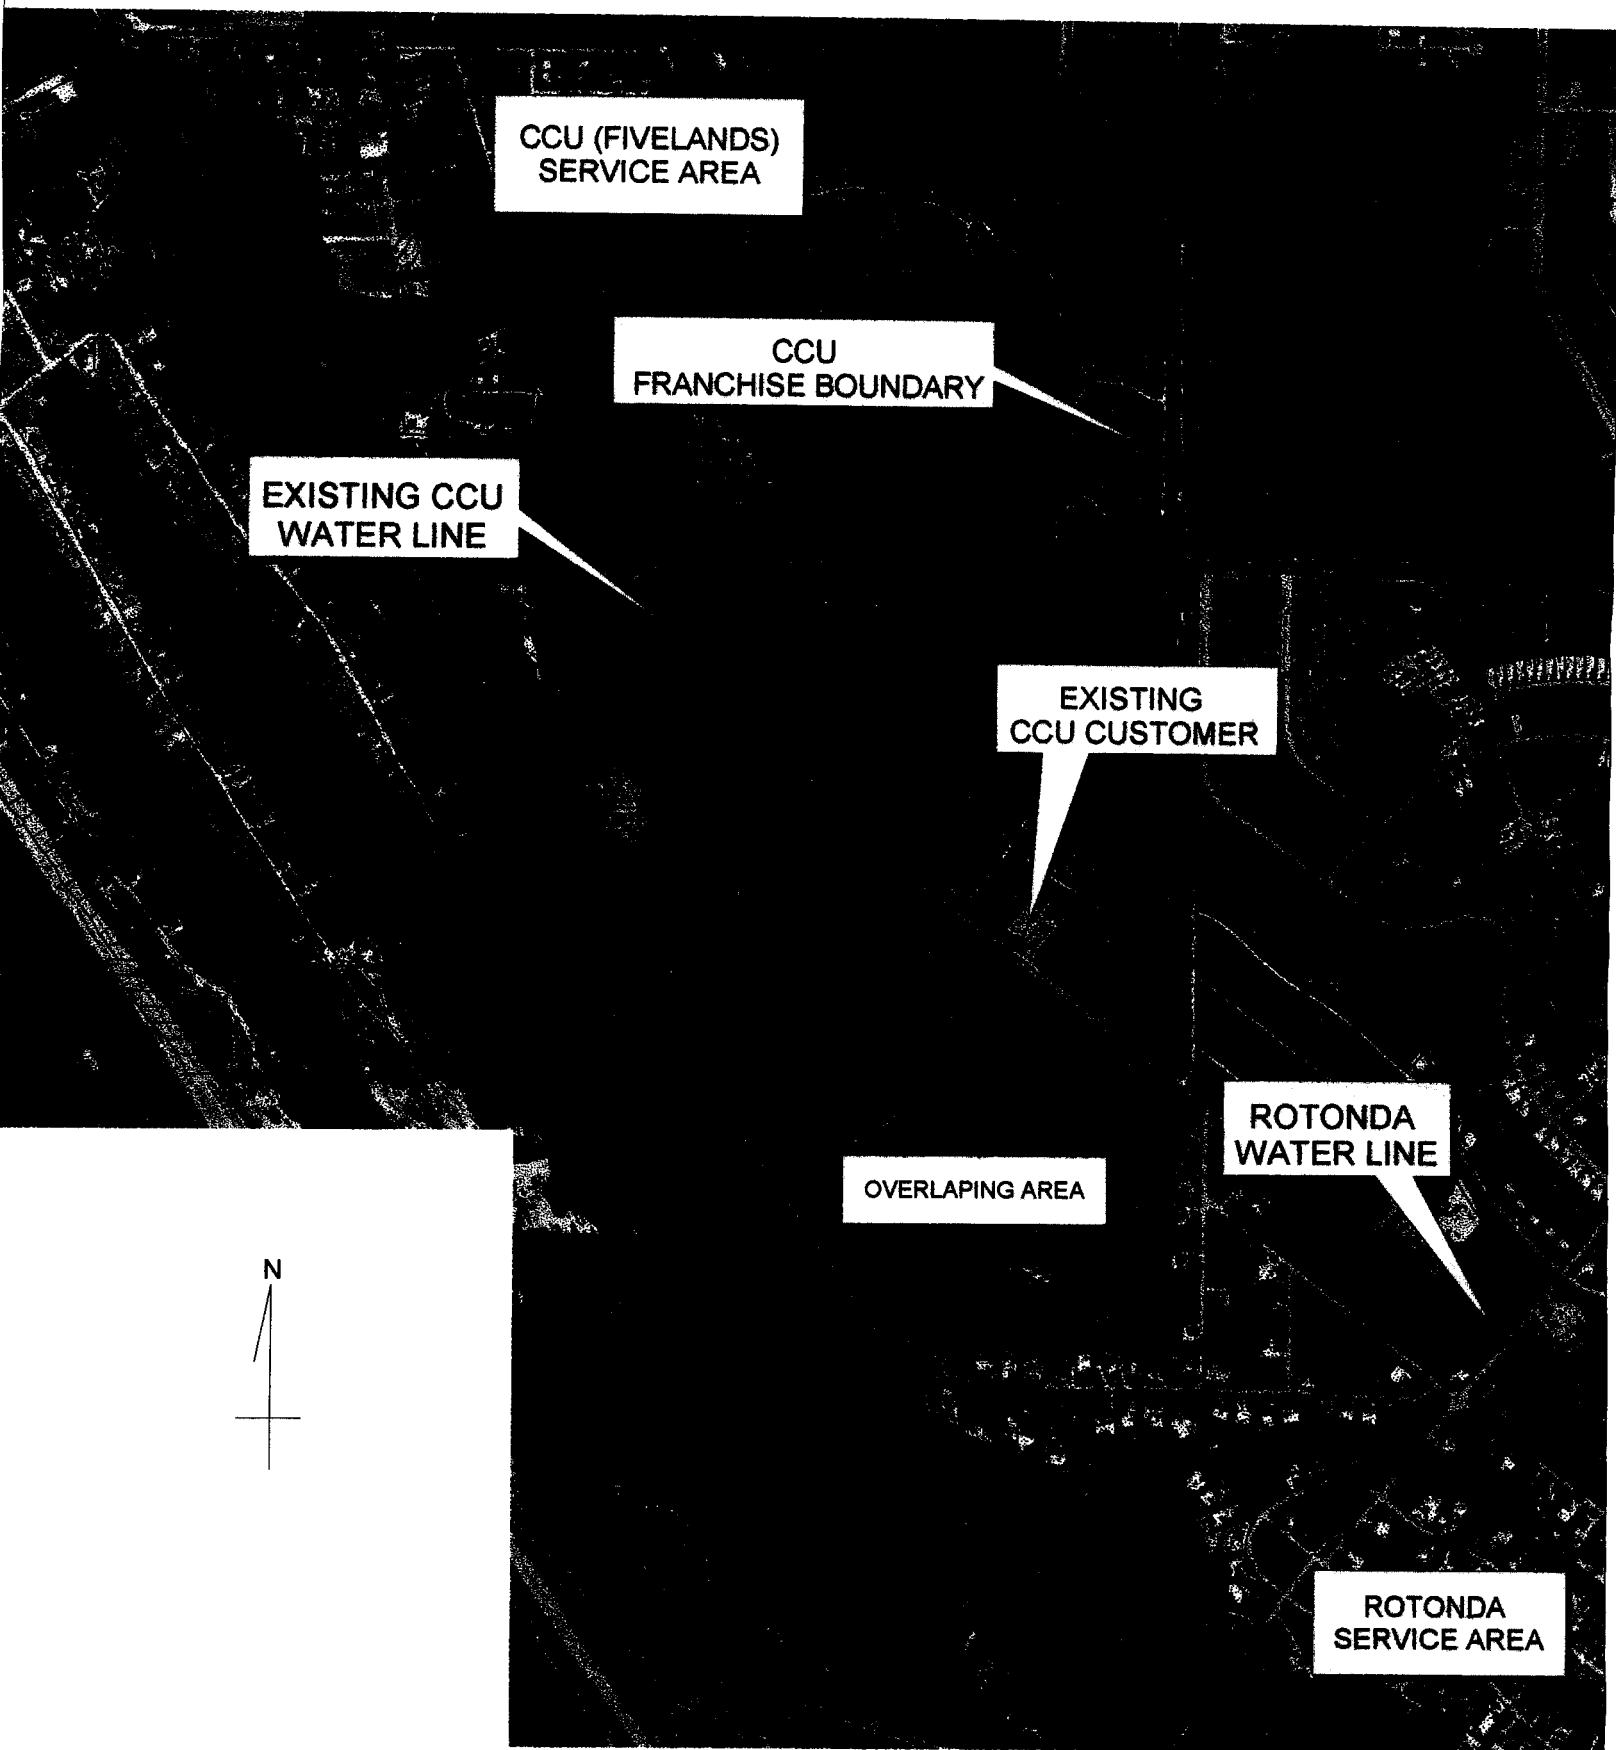 CCU (FIVELANDS)
SERVICE AREA
CCU
FRANCHISE BOUNDARY
EXISTING CCU
WATER LINE
EXISTING
CCU CUSTOMER
ROTONDA
WATER LINE
OVERLAPING AREA
N
ROTONDA
SERVICE AREA